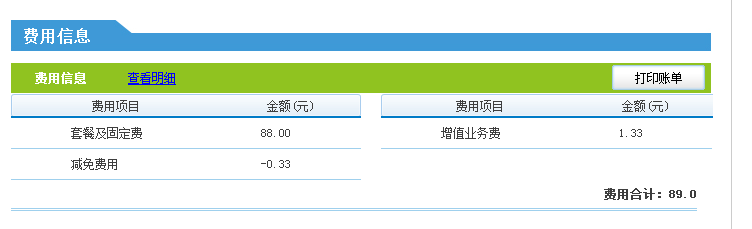 费用信息
费用信息 查看明细 打印账单
费用项目 金额(元) 费用项目 金额(元)
套餐及固定费 88.00 增值业务费 1.33
减免费用 -0.33
费用合计：89.0